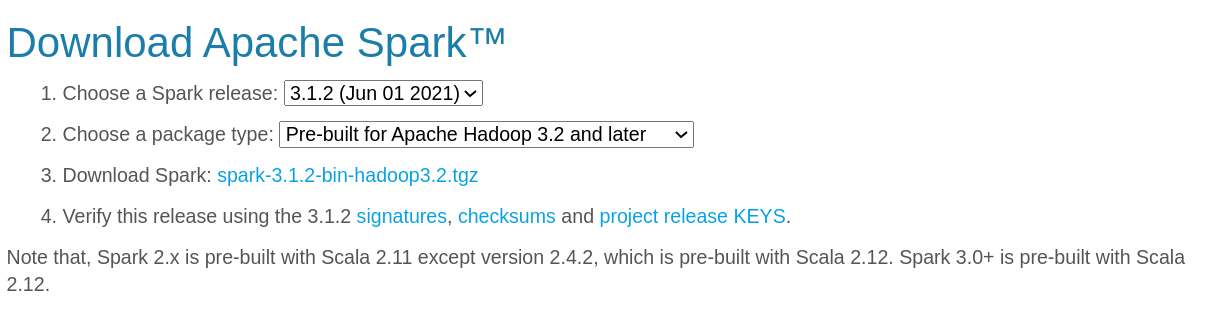 Download Apache Spark™
1. Choose a Spark release: 3.1.2 (Jun 01 2021)
2. Choose a package type: Pre-built for Apache Hadoop 3.2 and later
3. Download Spark: spark-3.1.2-bin-hadoop3.2.tgz
4. Verify this release using the 3.1.2 signatures, checksums and project release KEYS.
Note that, Spark 2.x is pre-built with Scala 2.11 except version 2.4.2, which is pre-built with Scala 2.12. Spark 3.0+ is pre-built with Scala
2.12.